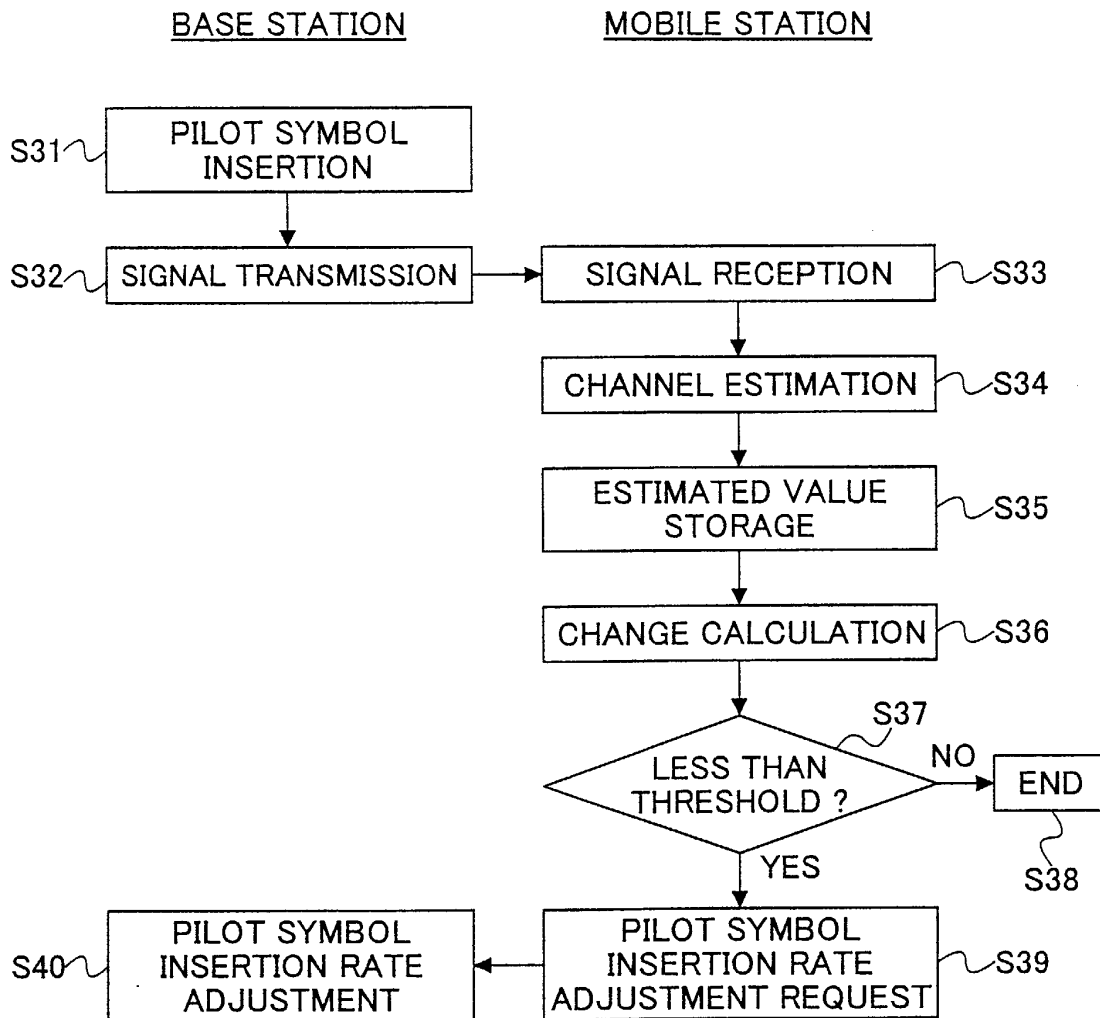 BASE STATION
MOBILE STATION
S31
PILOT SYMBOL
INSERTION
S32
SIGNAL TRANSMISSION
SIGNAL RECEPTION
S33
CHANNEL ESTIMATION
S34
ESTIMATED VALUE
STORAGE
S35
CHANGE CALCULATION
S36
S37
LESS THAN
THRESHOLD ?
NO
END
S38
YES
S40
PILOT SYMBOL
INSERTION RATE
ADJUSTMENT
PILOT SYMBOL
INSERTION RATE
ADJUSTMENT REQUEST
S39